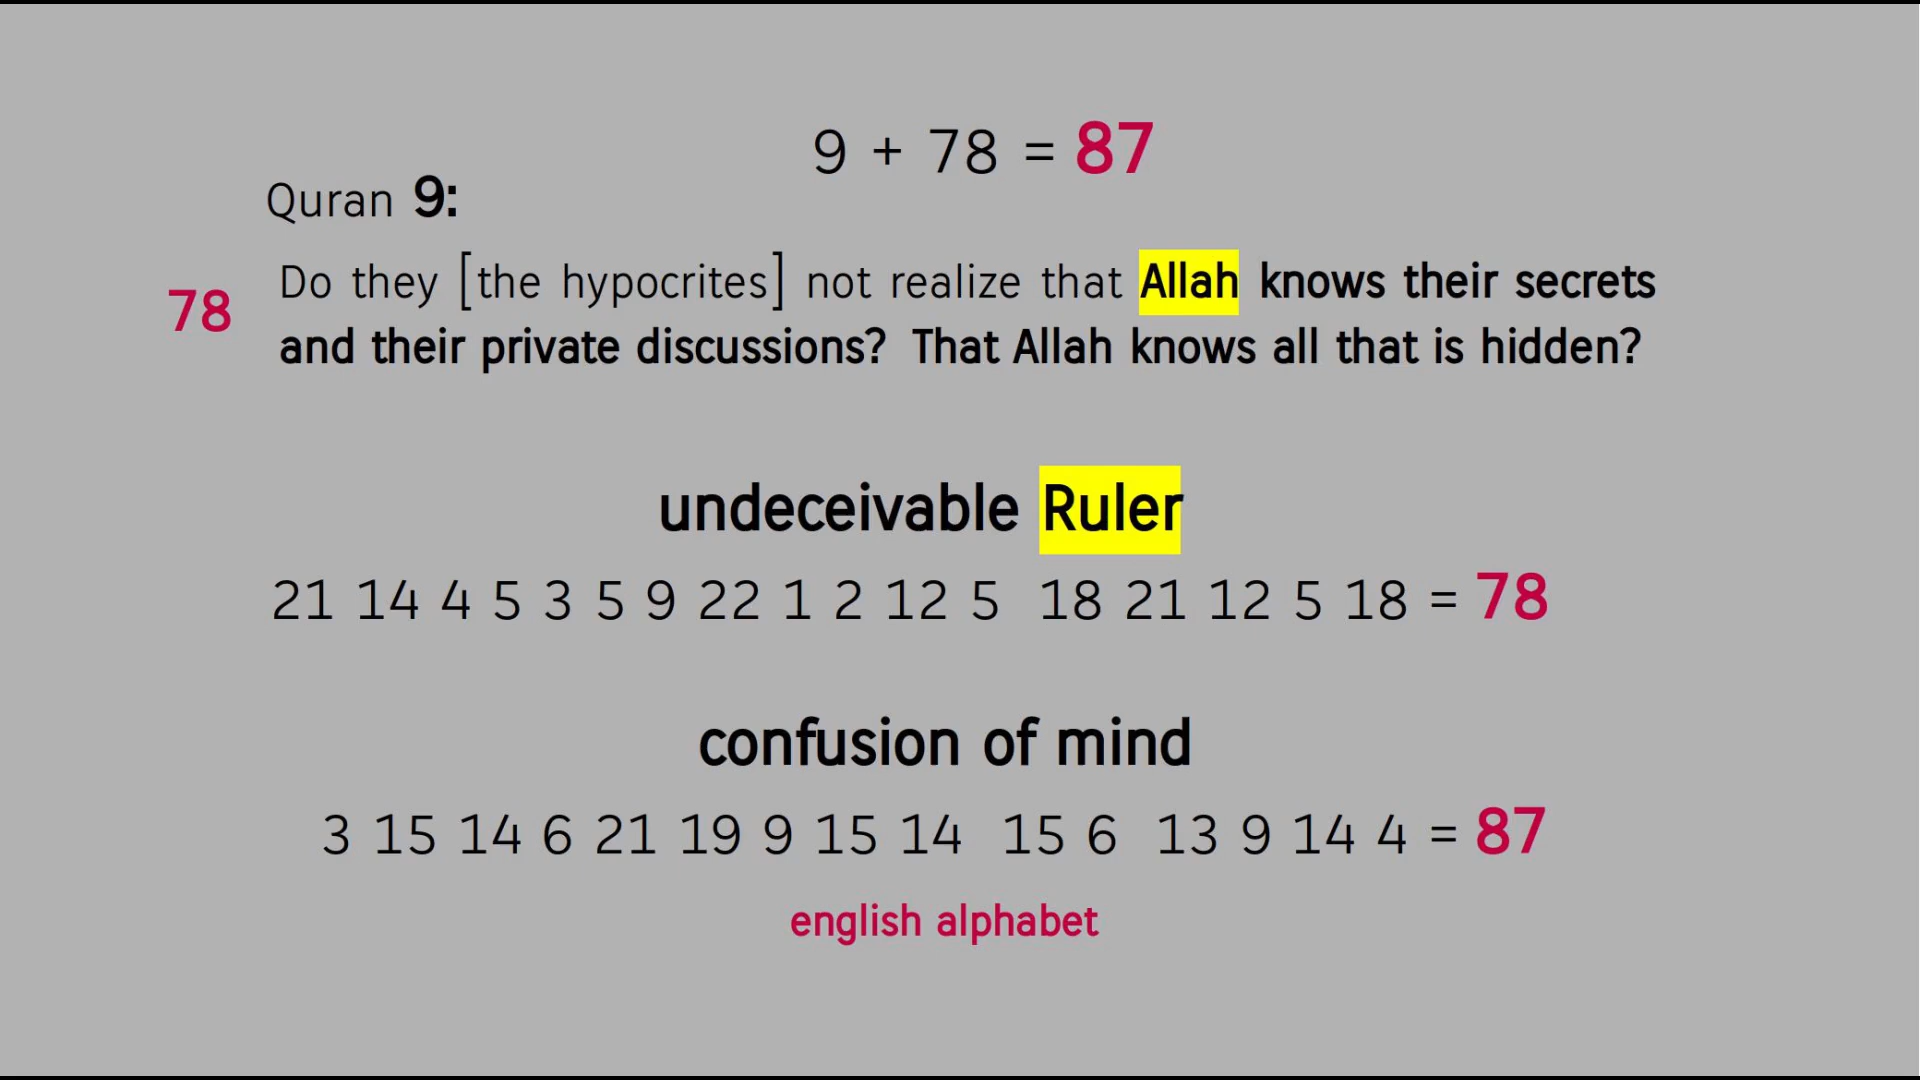 9 + 78 = 87
Quran 9:
78 Do they [the hypocrites] not realize that Allah knows their secrets
and their private discussions? That Allah knows all that is hidden?
undeceivable Ruler
21 14 4 5 3 5 9 22 1 2 12 5 18 21 12 5 18 = 78
confusion of mind
3 15 14 6 21 19 9 15 14 15 6 13 9 14 4 = 87
english alphabet